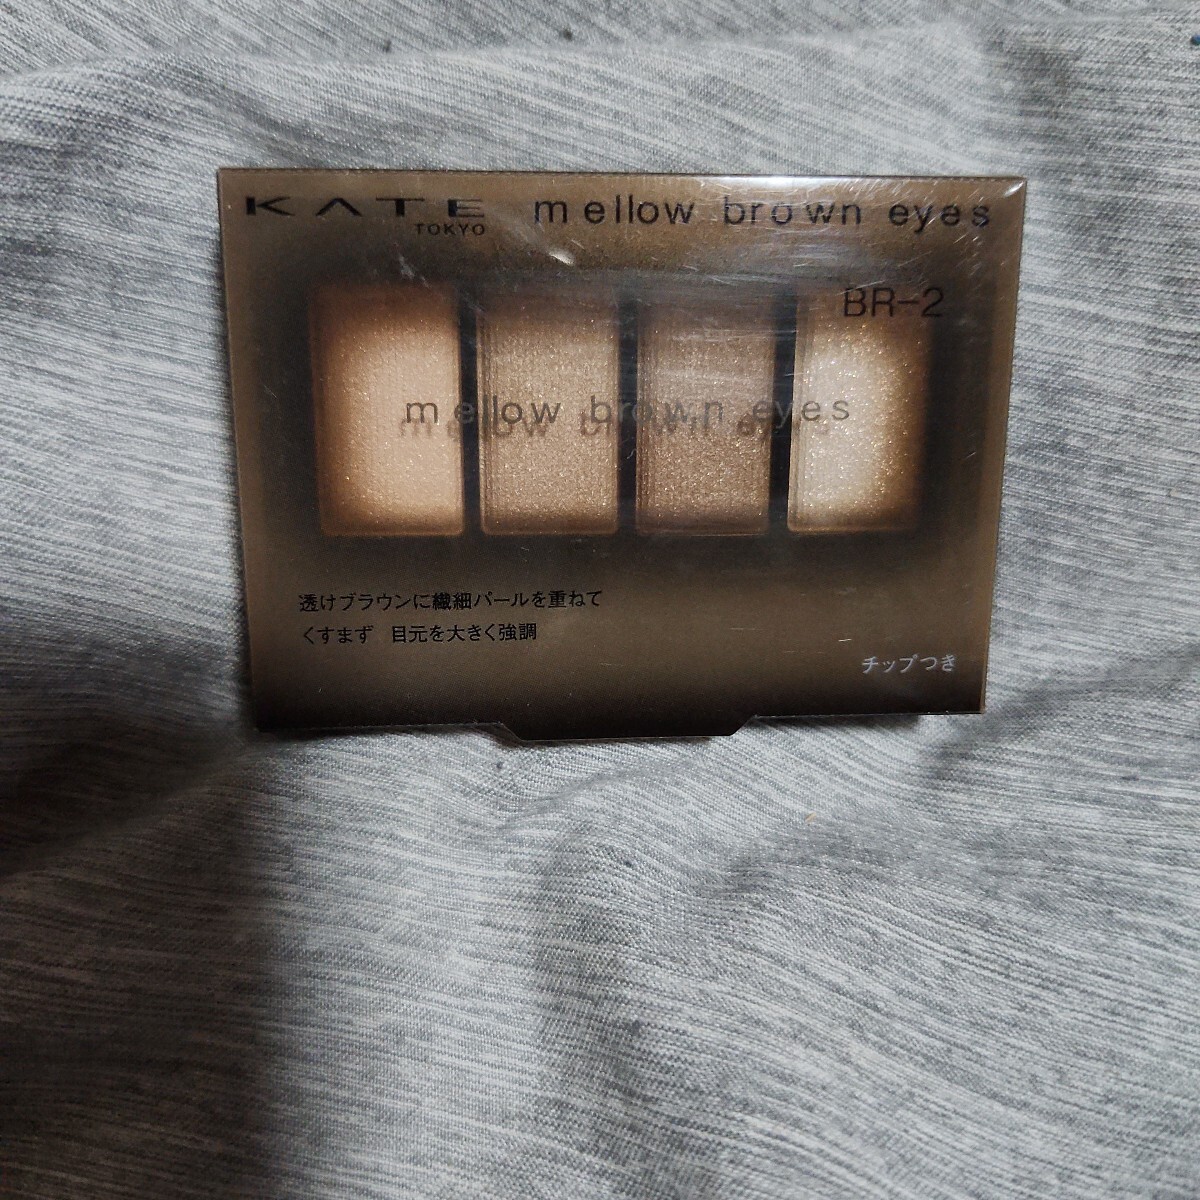 KATE mellow brown eyes
TOKYO
BR-2
mellow brown eyes
透けブラウンに繊細パールを重ねて
くすまず 目元を大きく強調
チップつき